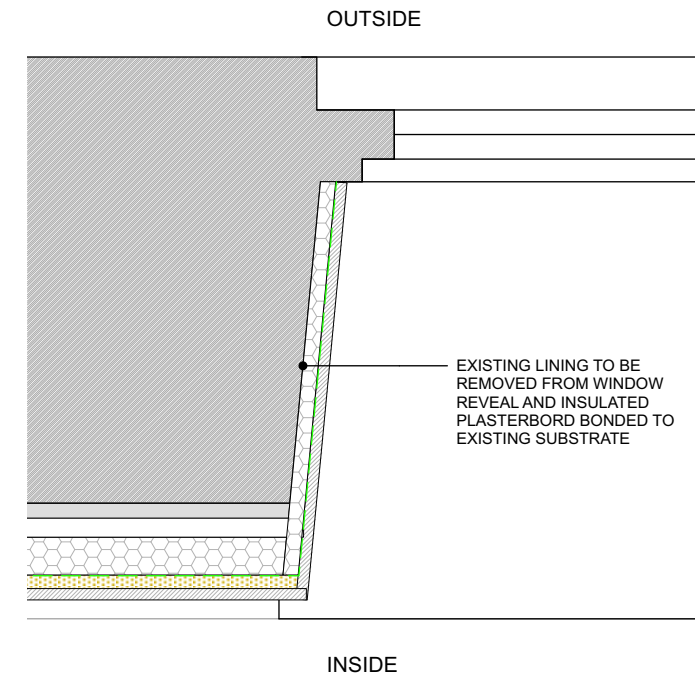 OUTSIDE
EXISTING LINING TO BE
REMOVED FROM WINDOW
REVEAL AND INSULATED
PLASTERBORD BONDED TO
EXISTING SUBSTRATE
INSIDE